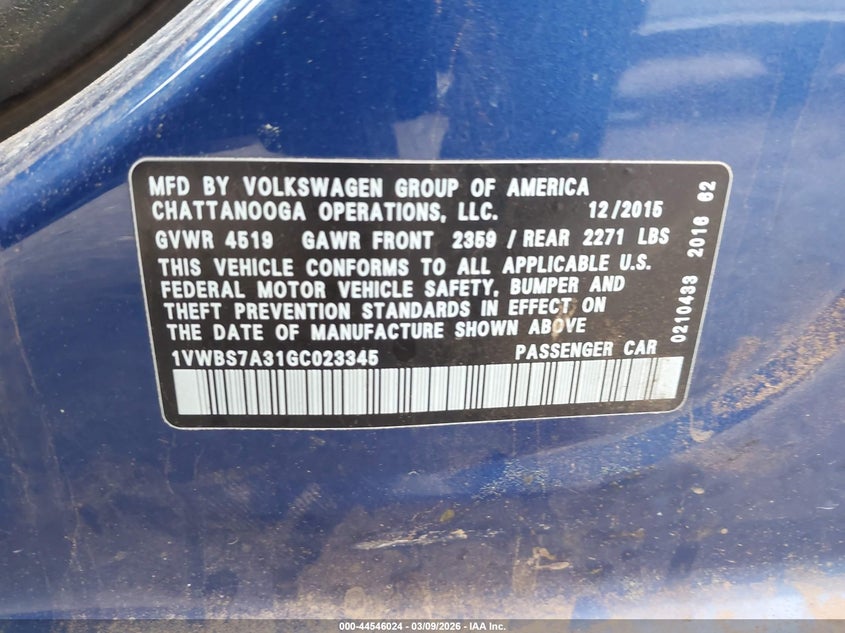 MFD BY VOLKSWAGEN GROUP OF AMERICA
CHATTANOOGA OPERATIONS, LLC. 12/2015
GVWR 4519 GAWR FRONT 2359 / REAR 2271 LBS
THIS VEHICLE CONFORMS TO ALL APPLICABLE U.S.
FEDERAL MOTOR VEHICLE SAFETY, BUMPER AND
THEFT PREVENTION STANDARDS IN EFFECT ON
THE DATE OF MANUFACTURE SHOWN ABOVE
1VWBS7A31GC023345 PASSENGER CAR
0210433 2016 62
000-44546024 | 03/09/2026 | IAA Inc.